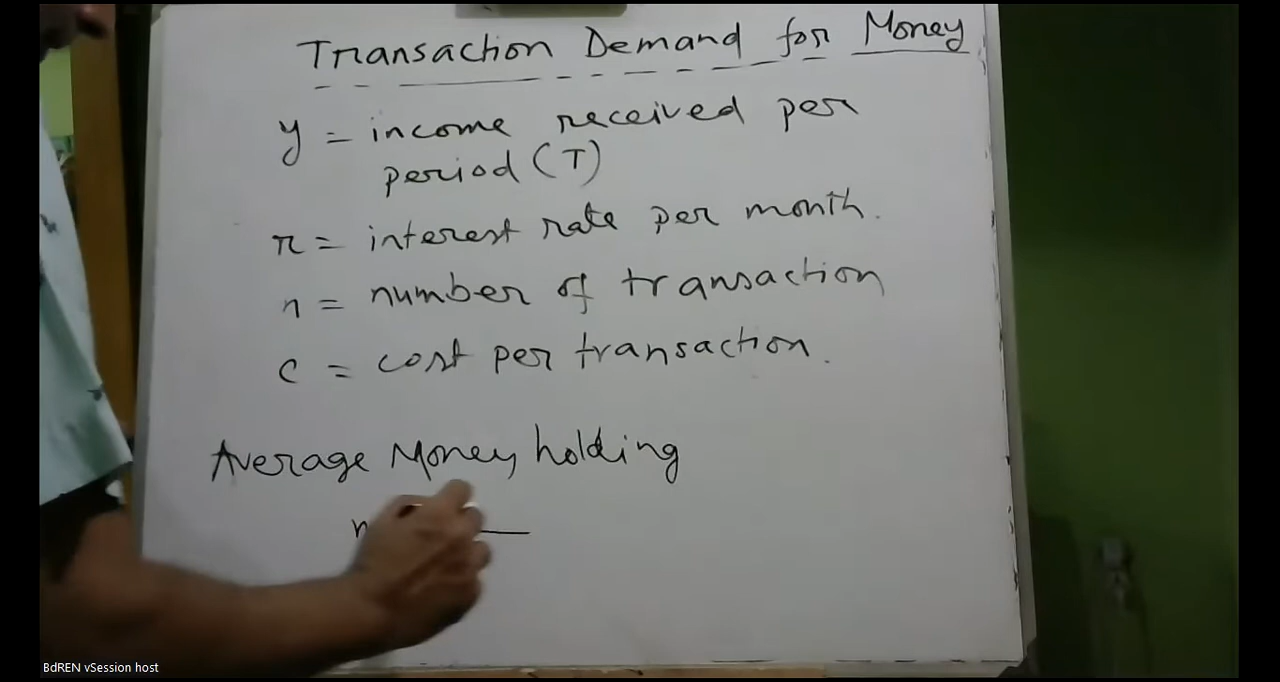 Transaction Demand for Money
y = income received per
period (T)
r = interest rate per month.
n = number of transaction
c = cost per transaction.
Average Money holding
BdREN vSession host